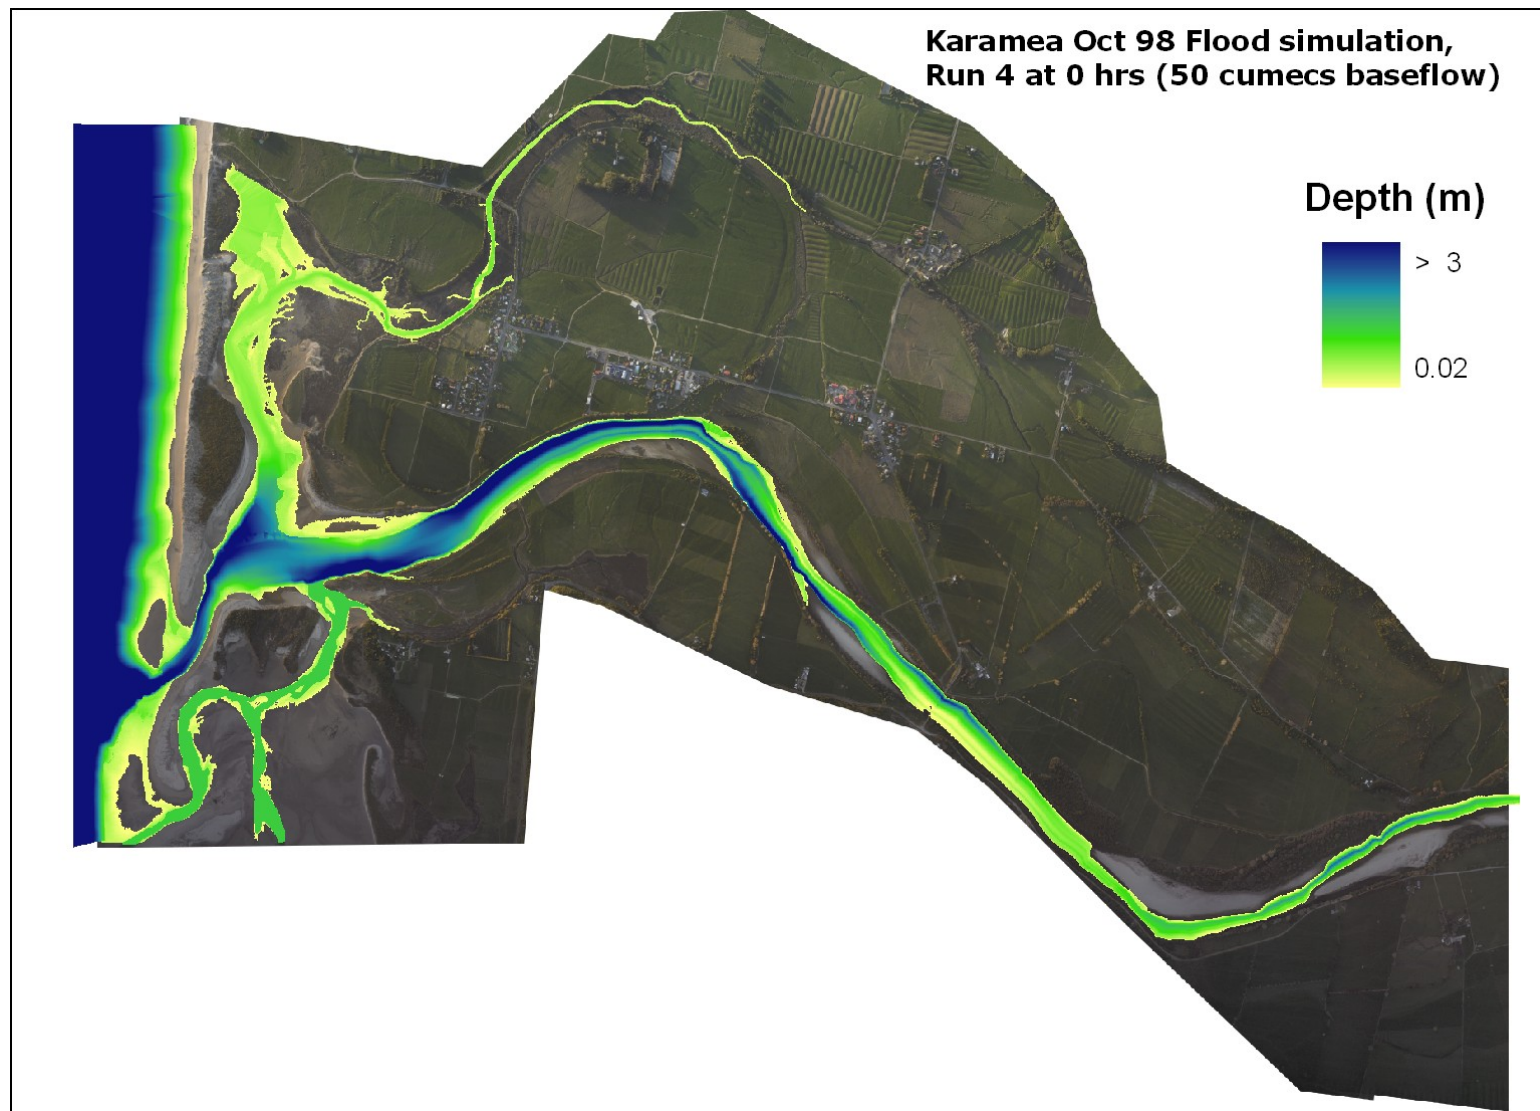 Karamea Oct 98 Flood simulation,
Run 4 at 0 hrs (50 cumecs baseflow)
Depth (m)
> 3
0.02